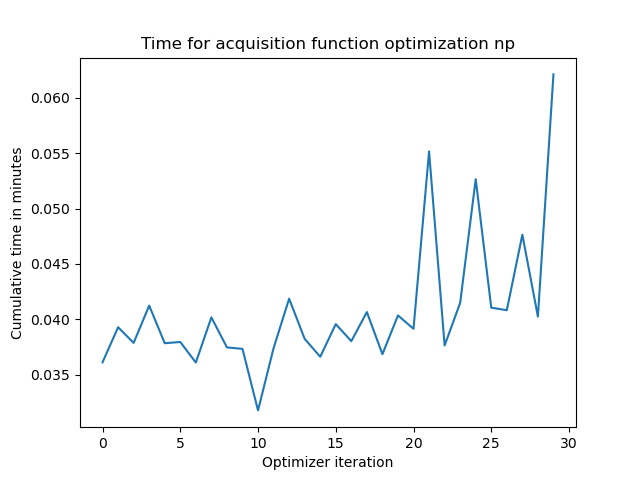 Time for acquisition function optimization np
0.060
0.055
0.050
0.045
0.040
0.035
Cumulative time in minutes
0 5 10 15 20 25 30
Optimizer iteration